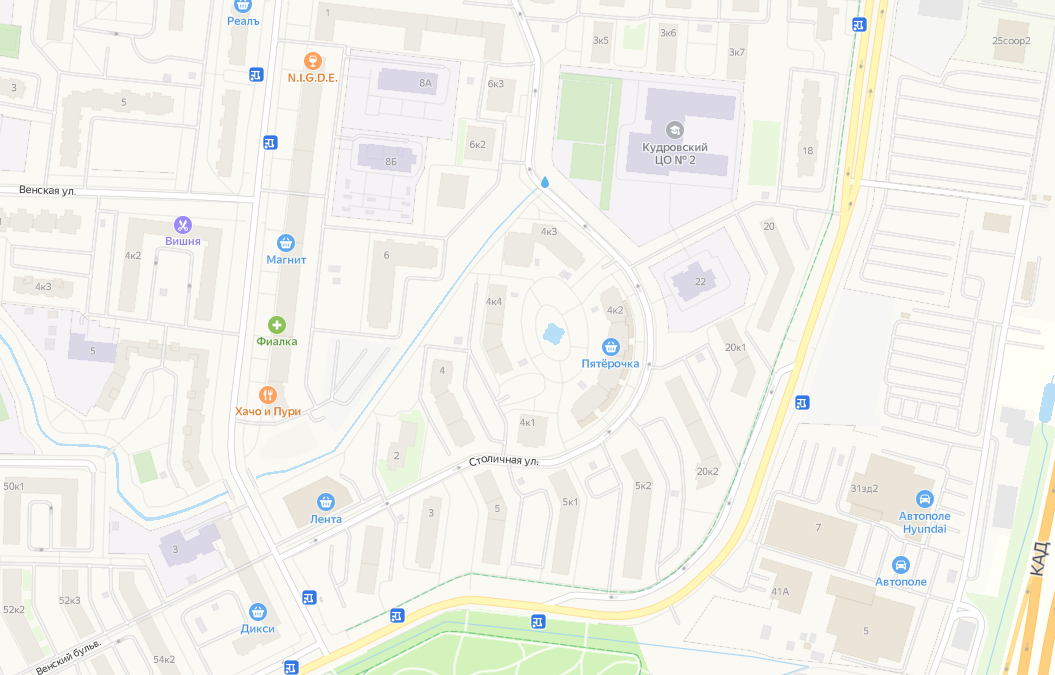 Реалъ
1
3к5
3к6
3к7
25соор2
N.I.G.D.E.
8А
6к3
3
5
6к2
8Б
Кудровский
ЦО № 2
18
Венская ул.
Вишня
4к2
Магнит
6
4к3
20
22
4к3
4к4
4к2
Фиалка
5
Пятёрочка
20к1
4
Хачо и Пури
4к1
2
Столичная ул.
20к2
50к1
Лента
3
5
5к1
5к2
31зд2
Автополе
Hyundai
7
КАД
3
Автополе
41А
52к2
52к3
Дикси
5
Венский бульв.
54к2